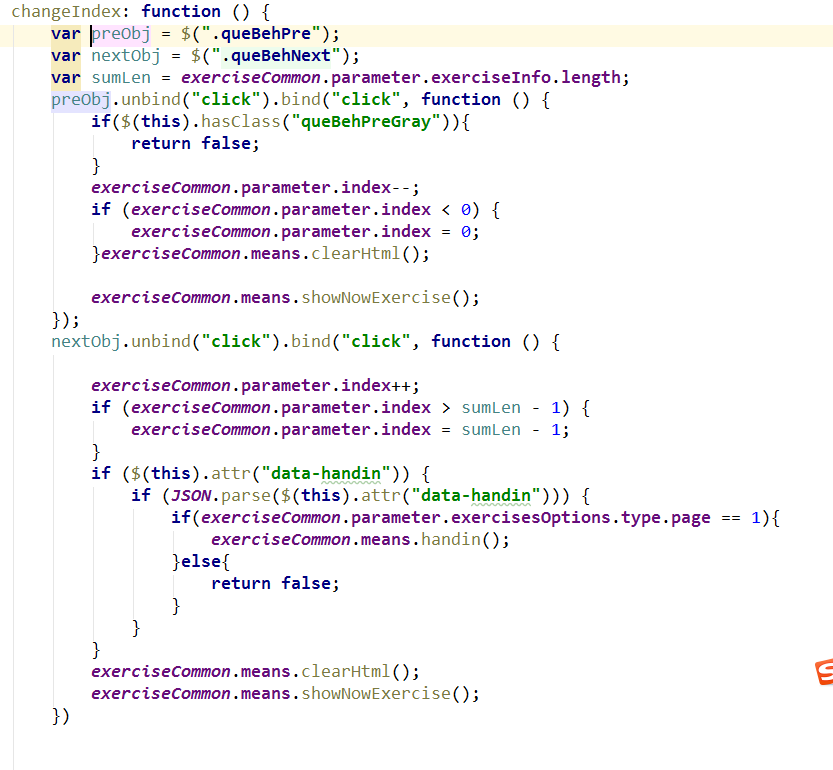 changeIndex: function () {
    var preObj = $(".queBehPre");
    var nextObj = $(".queBehNext");
    var sumLen = exerciseCommon.parameter.exerciseInfo.length;
    preObj.unbind("click").bind("click", function () {
        if($(this).hasClass("queBehPreGray")){
            return false;
        }
        exerciseCommon.parameter.index--;
        if (exerciseCommon.parameter.index < 0) {
            exerciseCommon.parameter.index = 0;
        }exerciseCommon.means.clearHtml();

        exerciseCommon.means.showNowExercise();
    });
    nextObj.unbind("click").bind("click", function () {

        exerciseCommon.parameter.index++;
        if (exerciseCommon.parameter.index > sumLen - 1) {
            exerciseCommon.parameter.index = sumLen - 1;
        }
        if ($(this).attr("data-handin")) {
            if (JSON.parse($(this).attr("data-handin"))) {
                if(exerciseCommon.parameter.exercisesOptions.type.page == 1){
                    exerciseCommon.means.handin();
                }else{
                    return false;
                }
            }
        }
        exerciseCommon.means.clearHtml();
        exerciseCommon.means.showNowExercise();
    })